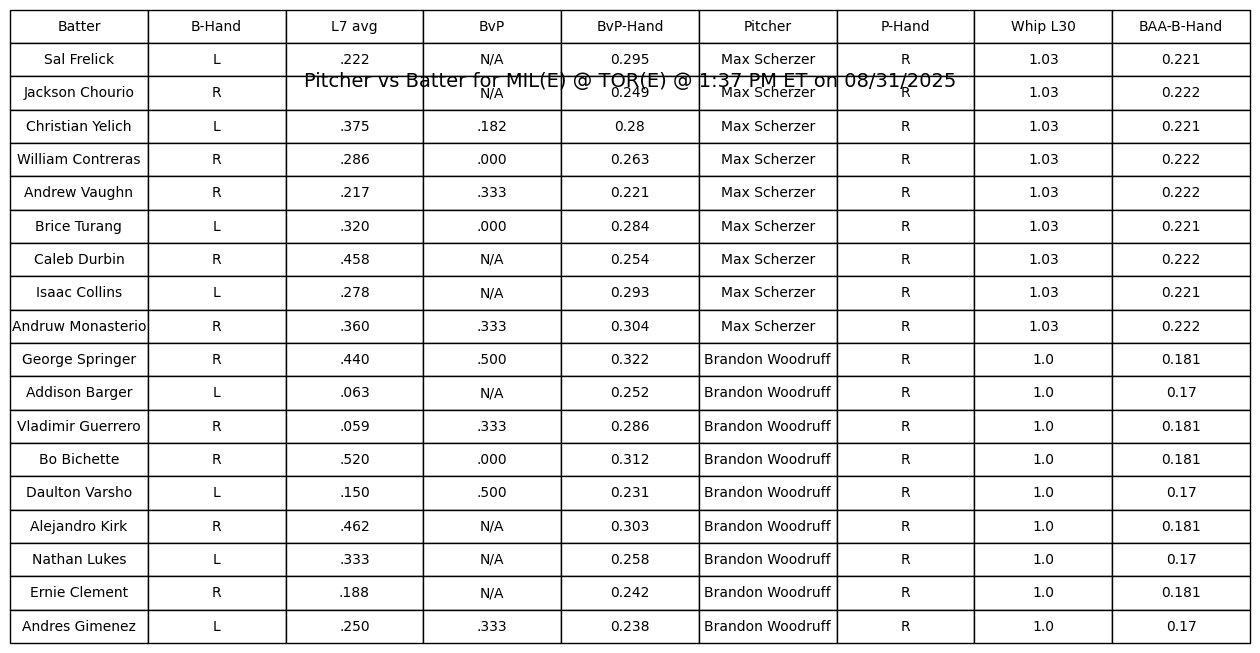 Batter B-Hand L7 avg BvP BvP-Hand Pitcher P-Hand Whip L30 BAA-B-Hand
Sal Frelick L .222 N/A 0.295 Max Scherzer R 1.03 0.221
Pitcher vs Batter for MIL(E) @ TOR(E) @ 1:37 PM ET on 08/31/2025
Jackson Chourio R N/A 0.249 Max Scherzer R 1.03 0.222
Christian Yelich L .375 .182 0.28 Max Scherzer R 1.03 0.221
William Contreras R .286 .000 0.263 Max Scherzer R 1.03 0.222
Andrew Vaughn R .217 .333 0.221 Max Scherzer R 1.03 0.222
Brice Turang L .320 .000 0.284 Max Scherzer R 1.03 0.221
Caleb Durbin R .458 N/A 0.254 Max Scherzer R 1.03 0.222
Isaac Collins L .278 N/A 0.293 Max Scherzer R 1.03 0.221
Andruw Monasterio R .360 .333 0.304 Max Scherzer R 1.03 0.222
George Springer R .440 .500 0.322 Brandon Woodruff R 1.0 0.181
Addison Barger L .063 N/A 0.252 Brandon Woodruff R 1.0 0.17
Vladimir Guerrero R .059 .333 0.286 Brandon Woodruff R 1.0 0.181
Bo Bichette R .520 .000 0.312 Brandon Woodruff R 1.0 0.181
Daulton Varsho L .150 .500 0.231 Brandon Woodruff R 1.0 0.17
Alejandro Kirk R .462 N/A 0.303 Brandon Woodruff R 1.0 0.181
Nathan Lukes L .333 N/A 0.258 Brandon Woodruff R 1.0 0.17
Ernie Clement R .188 N/A 0.242 Brandon Woodruff R 1.0 0.181
Andres Gimenez L .250 .333 0.238 Brandon Woodruff R 1.0 0.17